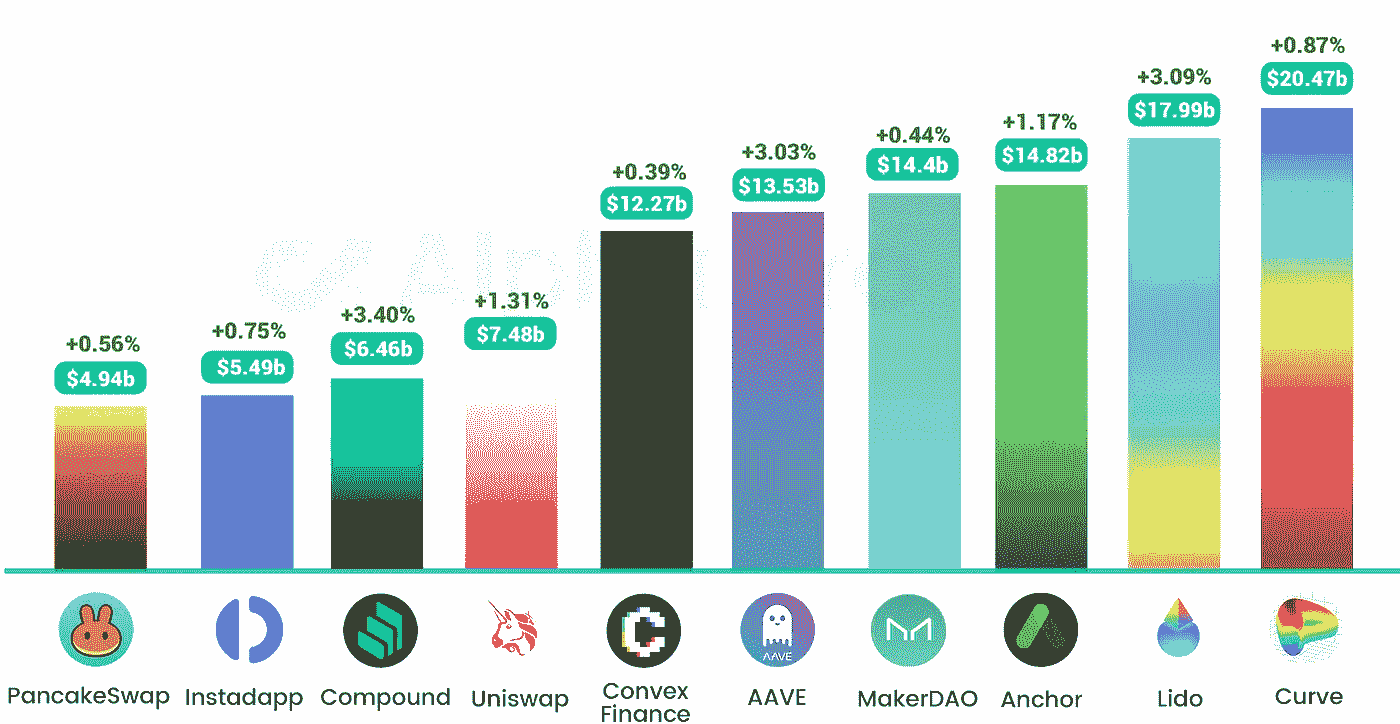 +0.56%
$4.94b
+0.75%
$5.49b
+3.40%
$6.46b
+1.31%
$7.48b
+0.39%
$12.27b
+3.03%
$13.53b
+0.44%
$14.4b
+1.17%
$14.82b
+3.09%
$17.99b
+0.87%
$20.47b
AAVE
PancakeSwap
Instadapp
Compound
Uniswap
Convex
Finance
AAVE
MakerDAO
Anchor
Lido
Curve